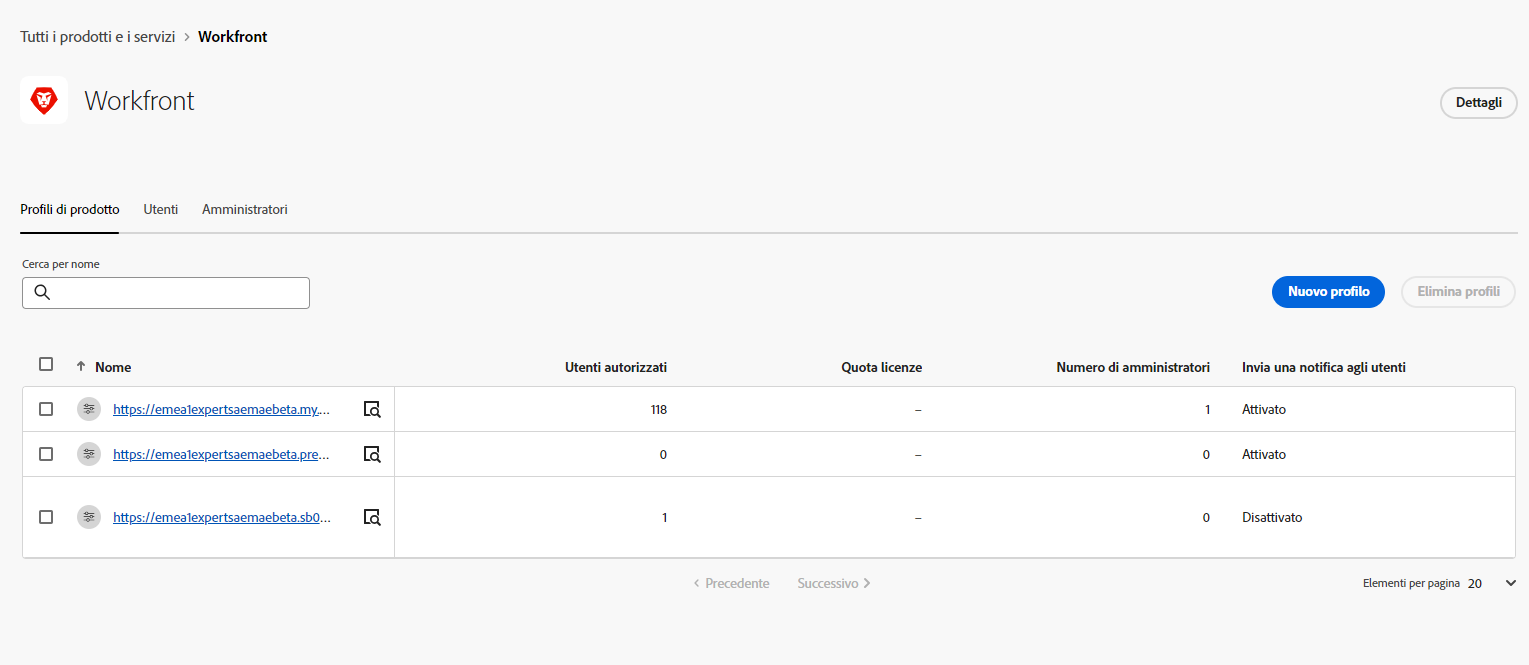 Tutti i prodotti e i servizi > Workfront
Workfront
Dettagli
Profili di prodotto Utenti Amministratori
Cerca per nome
Nuovo profilo Elimina profili
Nome Utenti autorizzati Quota licenze Numero di amministratori Invia una notifica agli utenti
https://emea1expertsaemaebeta.my.... 118 – 1 Attivato
https://emea1expertsaemaebeta.pre... 0 – 0 Attivato
https://emea1expertsaemaebeta.sb0... 1 – 0 Disattivato
Precedente Successivo Elementi per pagina 20